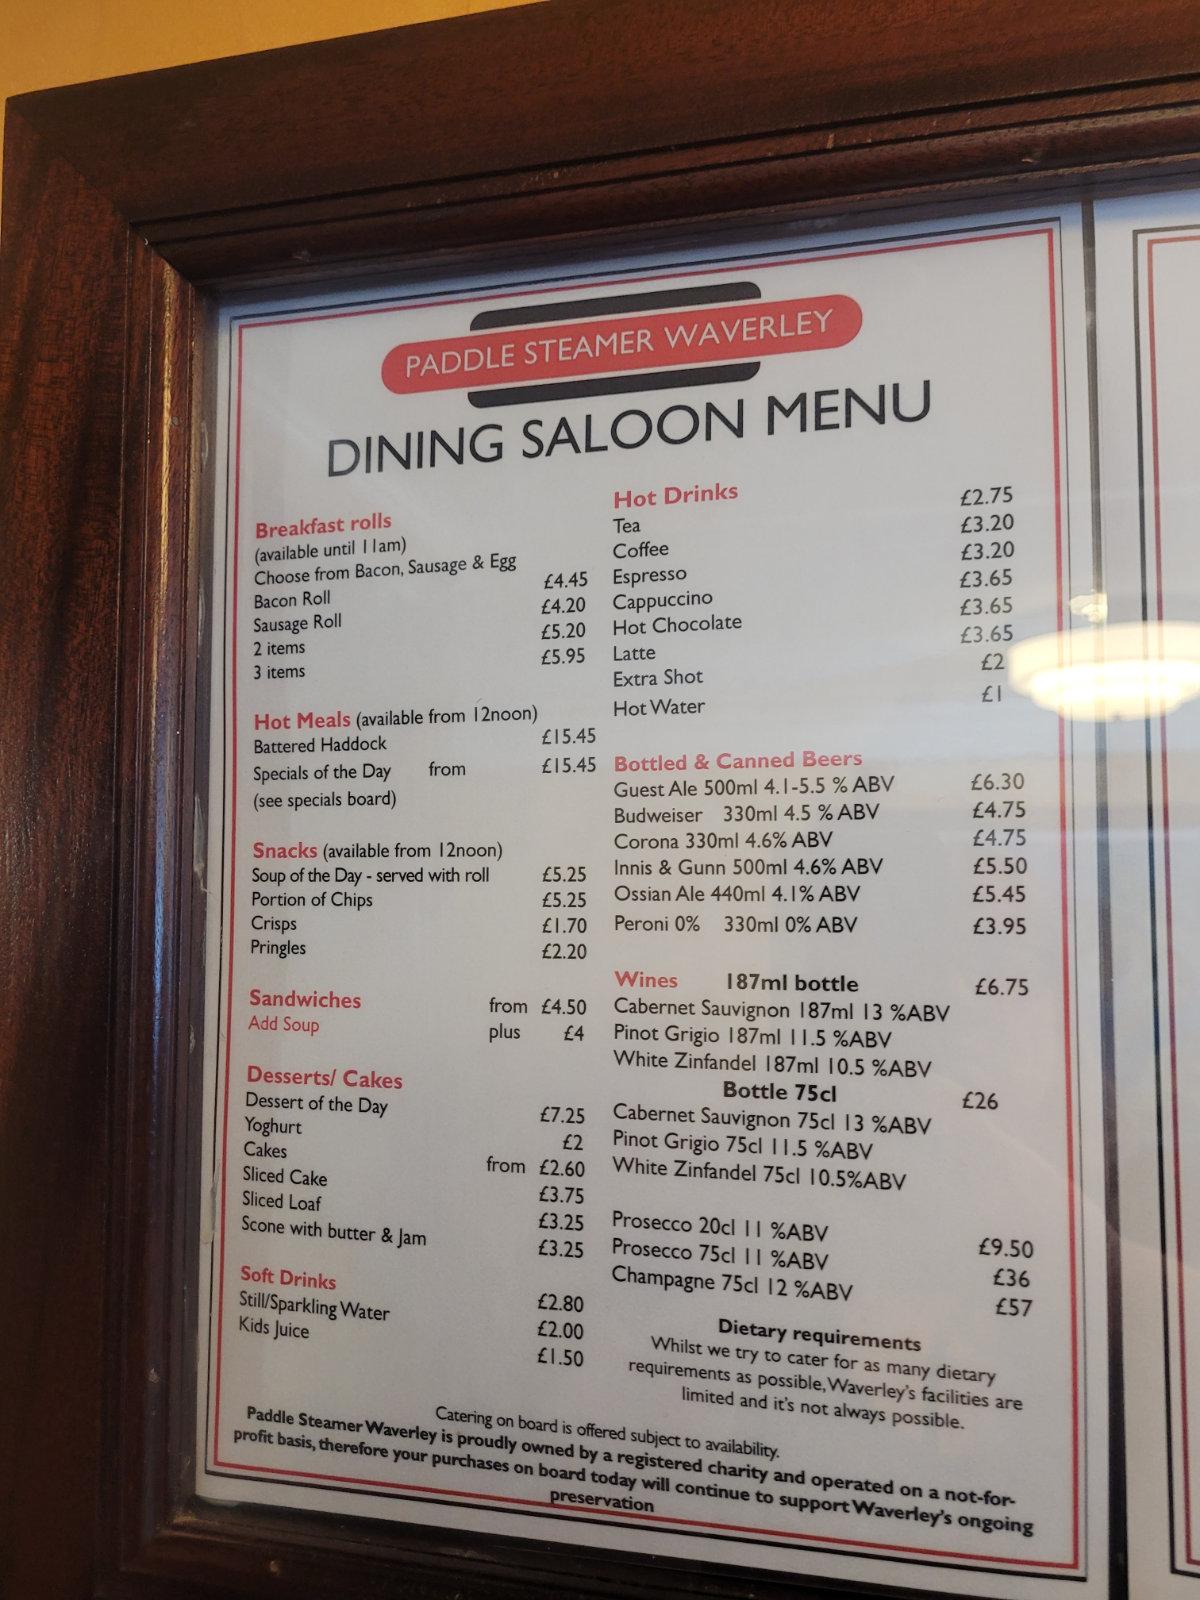 PADDLE STEAMER WAVERLEY
DINING SALOON MENU
Breakfast rolls
(available until 11am)
Choose from Bacon, Sausage & Egg
Bacon Roll £4.45
Sausage Roll £4.20
2 items £5.20
3 items £5.95
Hot Meals (available from 12noon)
Battered Haddock £15.45
Specials of the Day from £15.45
(see specials board)
Snacks (available from 12noon)
Soup of the Day - served with roll £5.25
Portion of Chips £5.25
Crisps £1.70
Pringles £2.20
Sandwiches from £4.50
Add Soup plus £4
Desserts/ Cakes
Dessert of the Day £7.25
Yoghurt £2
Cakes from £2.60
Sliced Cake £3.75
Sliced Loaf £3.25
Scone with butter & Jam £3.25
Soft Drinks £2.80
Still/Sparkling Water £2.00
Kids Juice £1.50
Hot Drinks
Tea £2.75
Coffee £3.20
Espresso £3.20
Cappuccino £3.65
Hot Chocolate £3.65
Latte £3.65
Extra Shot £2
Hot Water £1
Bottled & Canned Beers
Guest Ale 500ml 4.1-5.5 % ABV £6.30
Budweiser 330ml 4.5 % ABV £4.75
Corona 330ml 4.6% ABV £4.75
Innis & Gunn 500ml 4.6% ABV £5.50
Ossian Ale 440ml 4.1% ABV £5.45
Peroni 0% 330ml 0% ABV £3.95
Wines 187ml bottle £6.75
Cabernet Sauvignon 187ml 13 %ABV
Pinot Grigio 187ml 11.5 %ABV
White Zinfandel 187ml 10.5 %ABV
Bottle 75cl £26
Cabernet Sauvignon 75cl 13 %ABV
Pinot Grigio 75cl 11.5 %ABV
White Zinfandel 75cl 10.5%ABV
Prosecco 20cl 11 %ABV £9.50
Prosecco 75cl 11 %ABV £36
Champagne 75cl 12 %ABV £57
Dietary requirements
Whilst we try to cater for as many dietary
requirements as possible, Waverley's facilities are
limited and it's not always possible.
Catering on board is offered subject to availability.
Paddle Steamer Waverley is proudly owned by a registered charity and operated on a not-for-
profit basis, therefore your purchases on board today will continue to support Waverley's ongoing
preservation